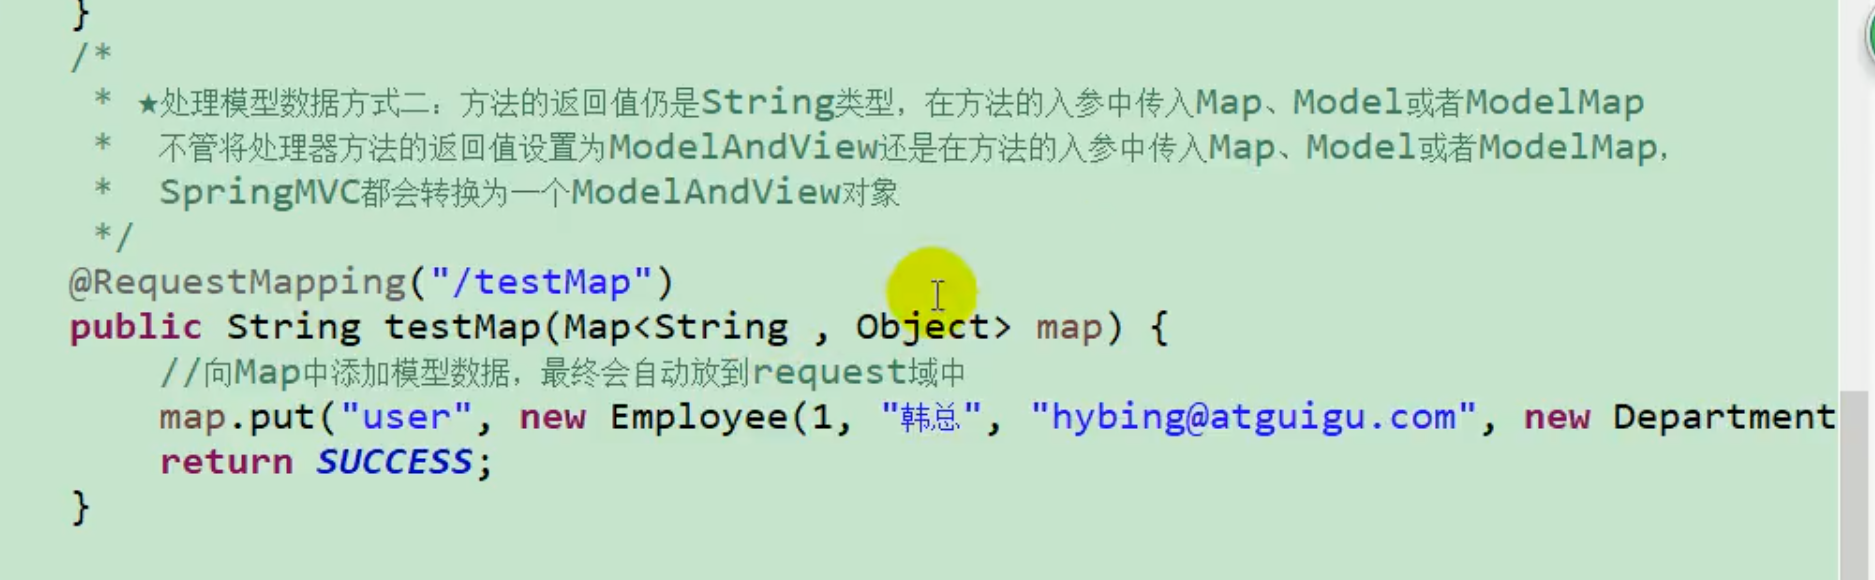 }
/*
 * ★处理模型数据方式二：方法的返回值仍是String类型，在方法的入参中传入Map、Model或者ModelMap
 *   不管将处理器方法的返回值设置为ModelAndView还是在方法的入参中传入Map、Model或者ModelMap，
 *   SpringMVC都会转换为一个ModelAndView对象
 */
@RequestMapping("/testMap")
public String testMap(Map<String , Object> map) {
    //向Map中添加模型数据，最终会自动放到request域中
    map.put("user", new Employee(1, "韩总", "hybing@atguigu.com", new Department
    return SUCCESS;
}